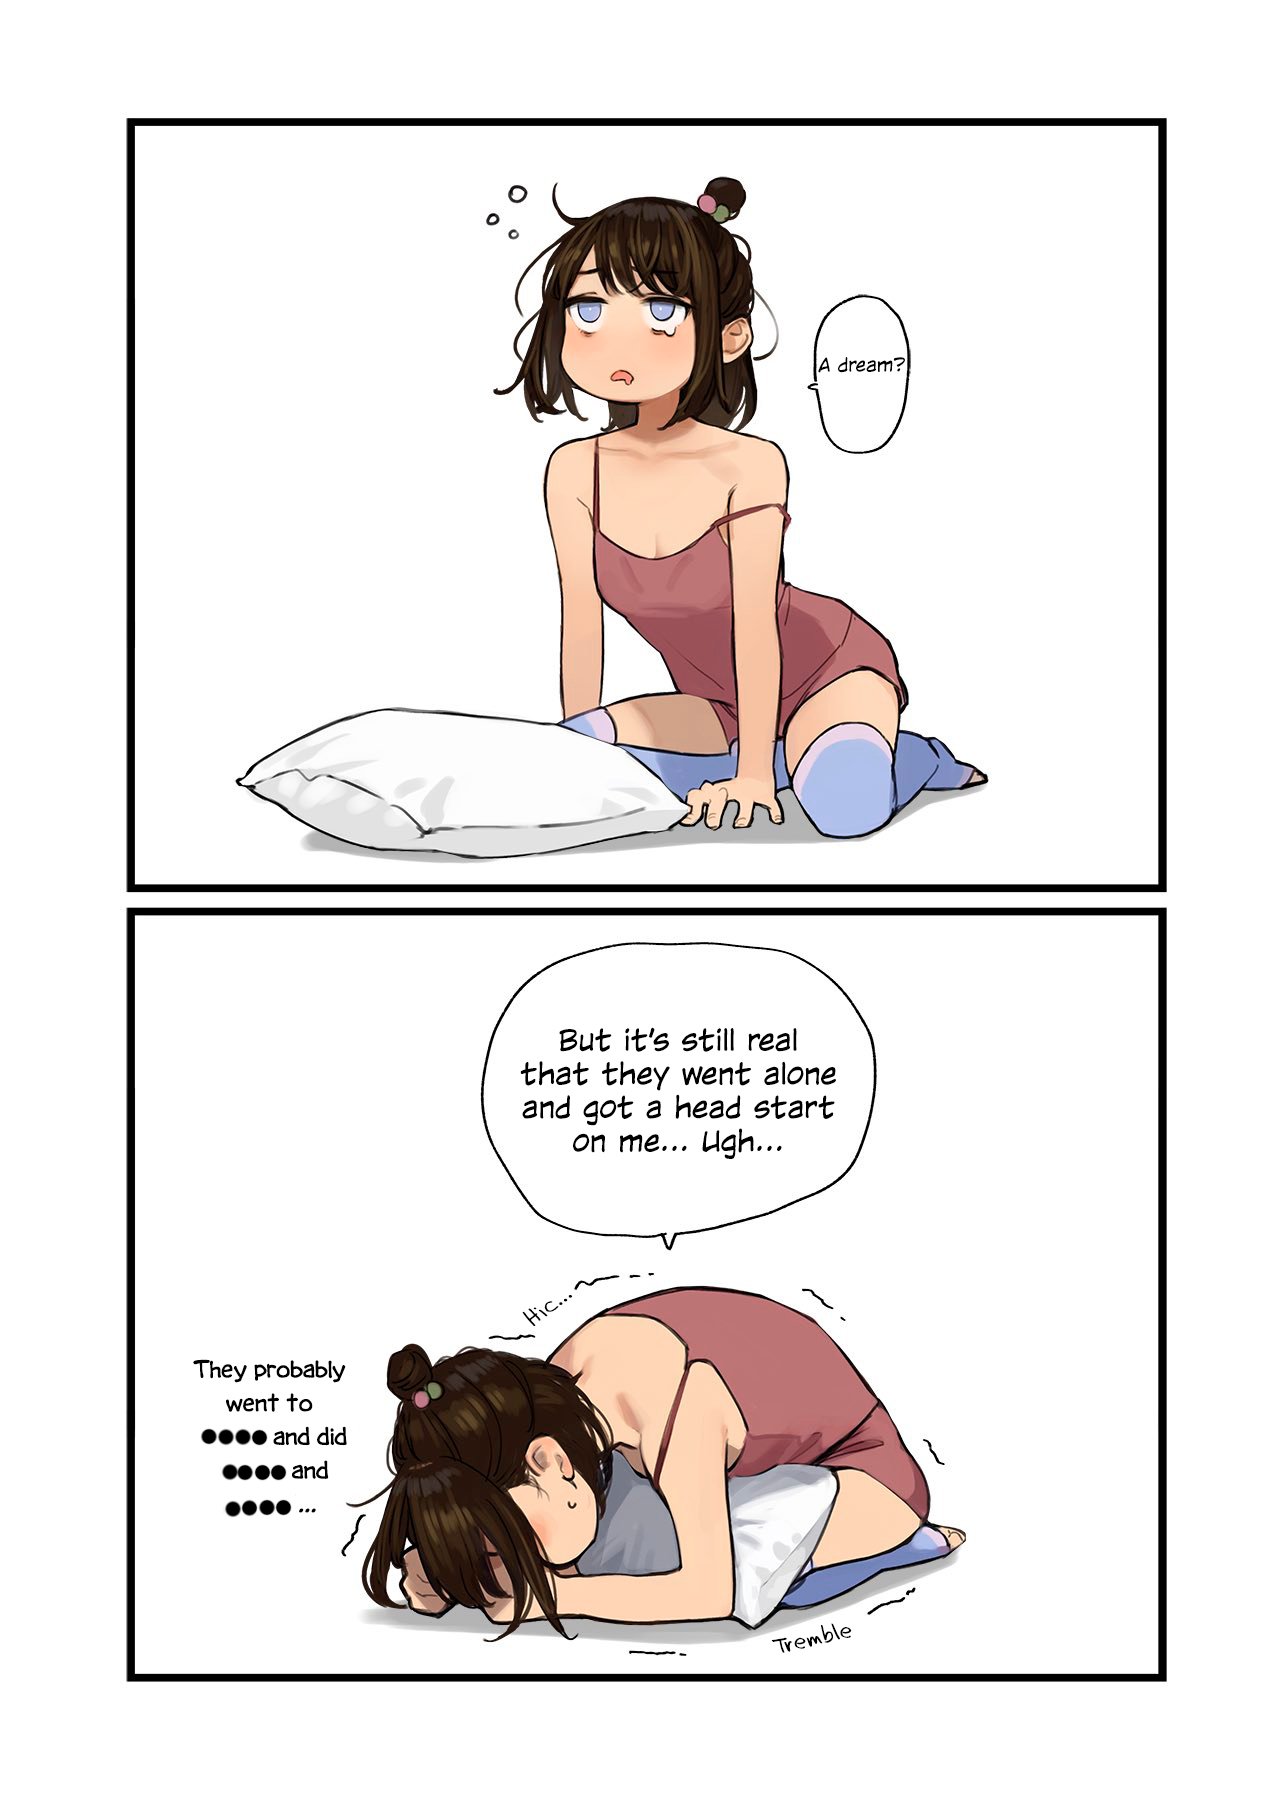 A dream?
But it's still real
that they went alone
and got a head start
on me... Ugh...
Hic...
They probably
went to
●●●● and did
●●●● and
●●●● ...
Tremble